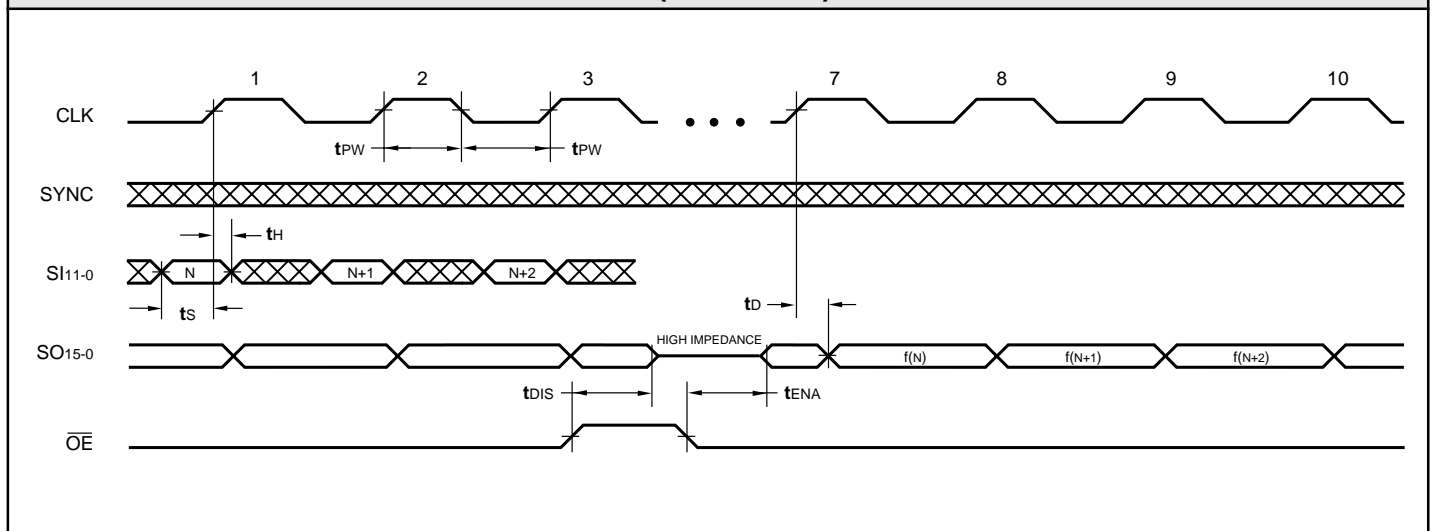 1 2 3 7 8 9 10
CLK
tPW tPW
SYNC
tH
SI11-0 N N+1 N+2
tS
tD
HIGH IMPEDANCE
SO15-0 f(N) f(N+1) f(N+2)
tDIS tENA
OE